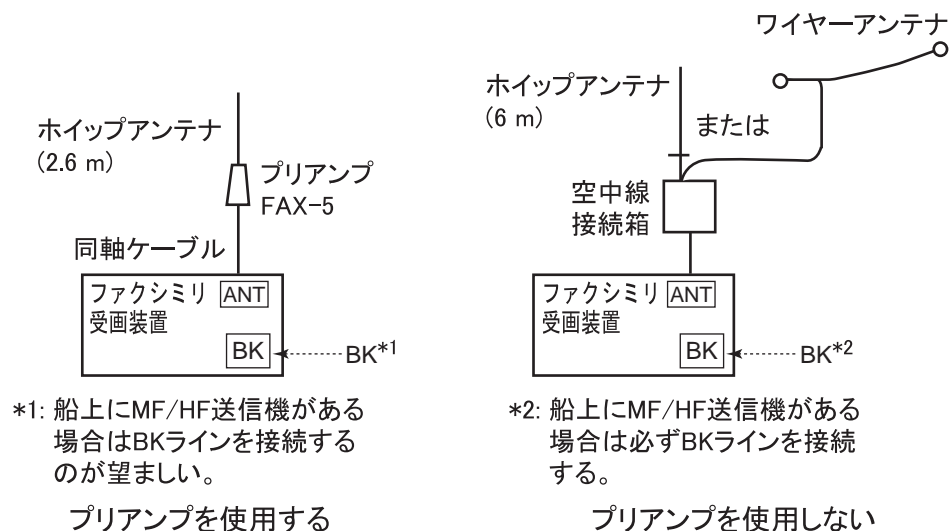 ホイップアンテナ
(2.6 m)
プリアンプ
FAX-5
同軸ケーブル
ファクシミリ
受画装置
ANT
BK
BK*1
*1: 船上にMF/HF送信機がある
場合はBKラインを接続する
のが望ましい。
プリアンプを使用する
ワイヤーアンテナ
ホイップアンテナ
(6 m)
または
空中線
接続箱
ファクシミリ
受画装置
ANT
BK
BK*2
*2: 船上にMF/HF送信機がある
場合は必ずBKラインを接続
する。
プリアンプを使用しない